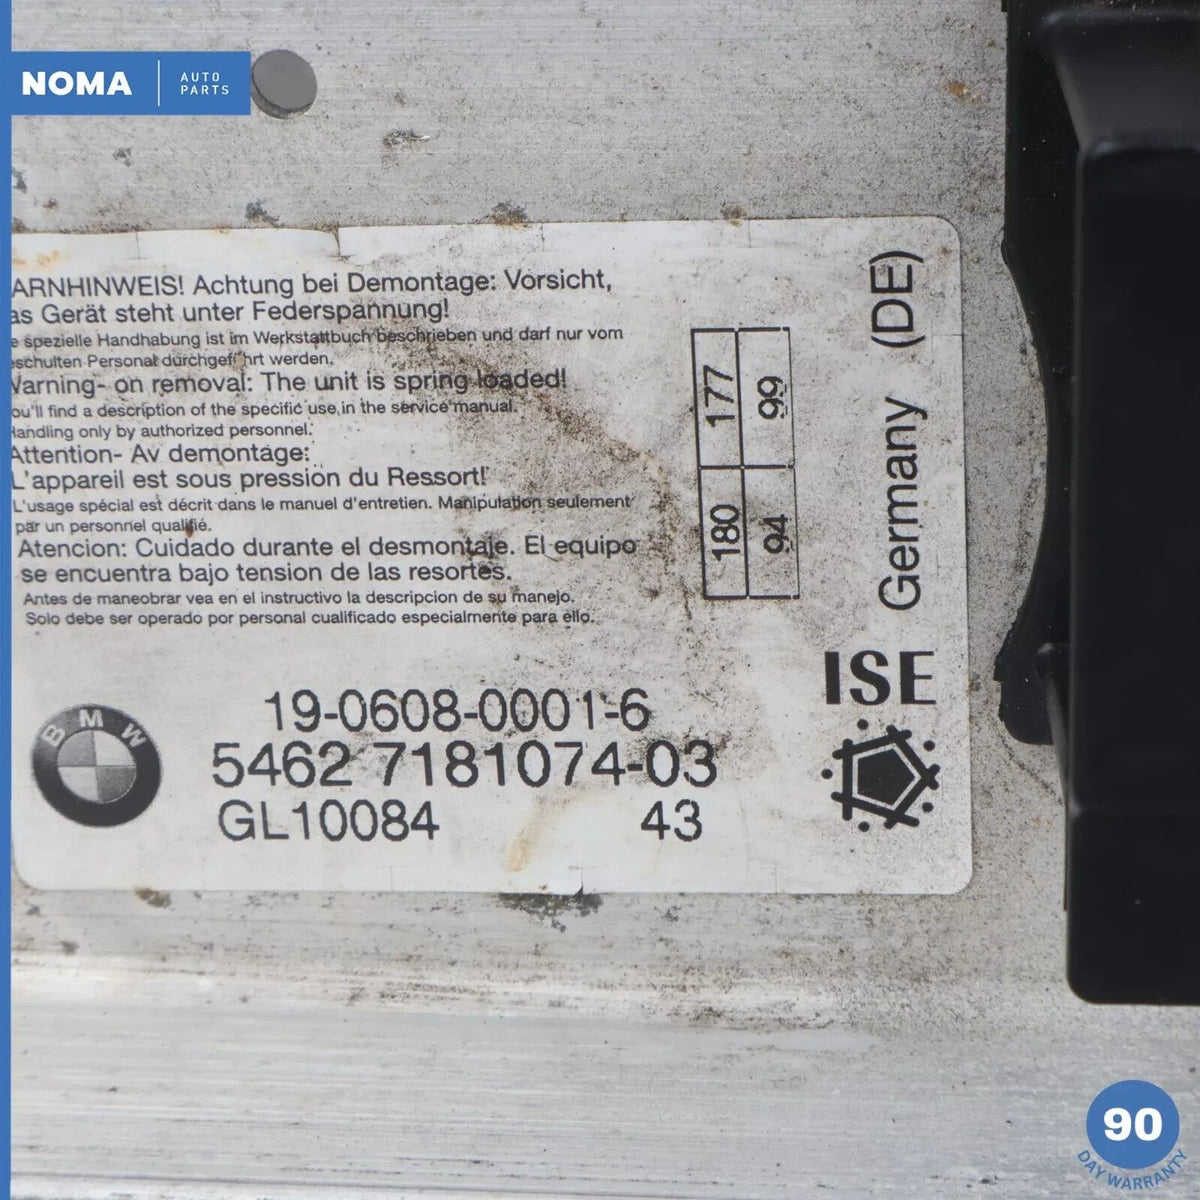 NOMA
AUTO
PARTS
ARNHINWEIS! Achtung bei Demontage: Vorsicht,
as Gerät steht unter Federspannung!
e spezielle Handhabung ist im Werkstattbuch beschrieben und darf nur vom
schulten Personal durchgeführt werden.
Warning- on removal: The unit is spring loaded!
ou'll find a description of the specific use in the service manual.
Handling only by authorized personnel.
Attention- Av demontage:
L'appareil est sous pression du Ressort!
L'usage spécial est décrit dans le manuel d'entretien. Manipulation seulement
par un personnel qualifié.
Atencion: Cuidado durante el desmontaje. El equipo
se encuentra bajo tension de las resortes.
Antes de maneobrar vea en el instructivo la descripcion de su manejo.
Solo debe ser operado por personal cualificado especialmente para ello.
180 177
94 99
Germany (DE)
ISE
BMW
19-0608-0001-6
5462 7181074-03
GL10084 43
90
DAY WARRANTY